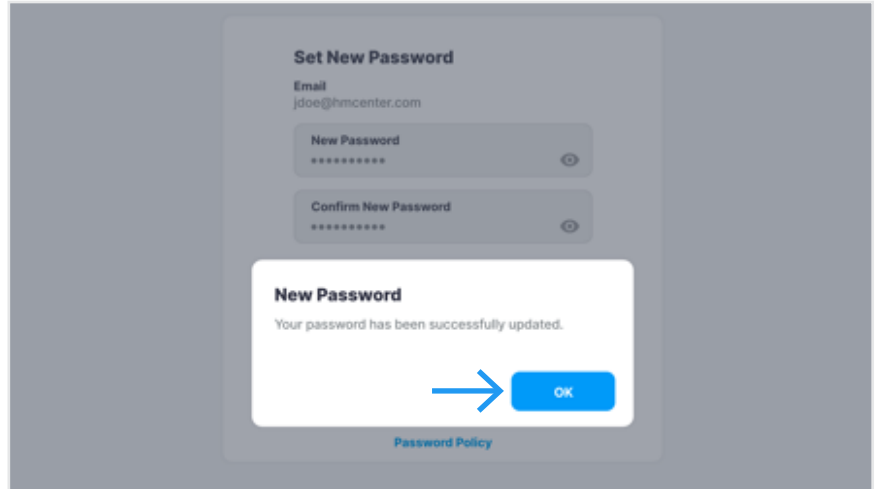 Set New Password
Email
jdoe@hmcenter.com
New Password
••••••••••
Confirm New Password
••••••••••
New Password
Your password has been successfully updated.
OK
Password Policy